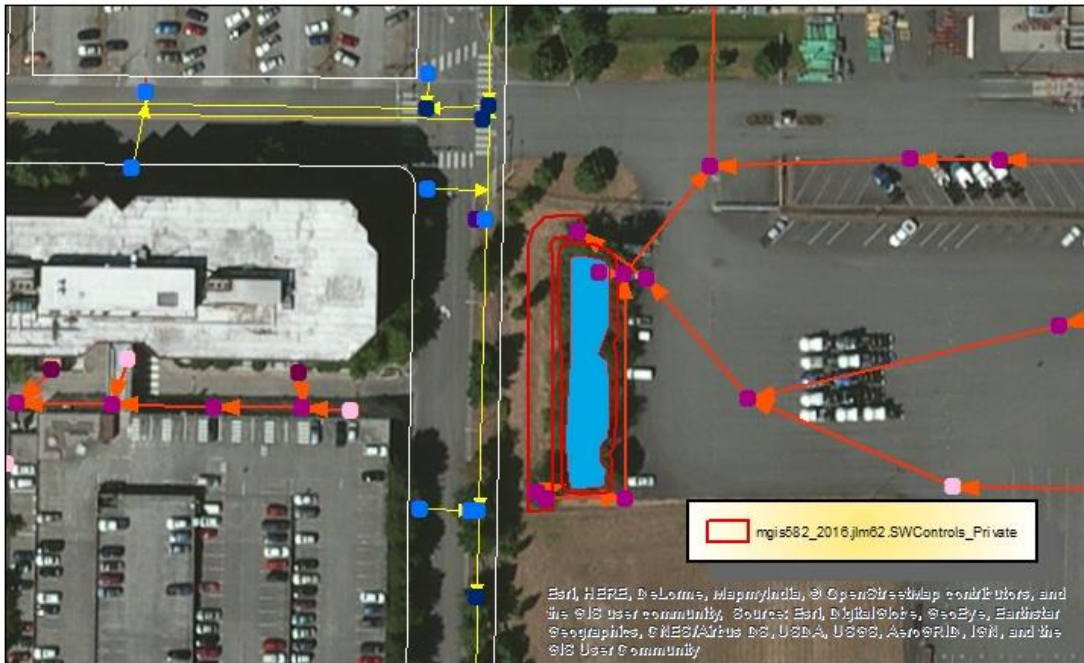 mgis582_2016.jlm62.SWControls_Private
Esri, HERE, DeLorme, MapmyIndia, © OpenStreetMap contributors, and
the GIS user community, Source: Esri, DigitalGlobe, GeoEye, Earthstar
Geographics, CNES/Airbus DS, USDA, USGS, AeroGRID, IGN, and the
GIS User Community